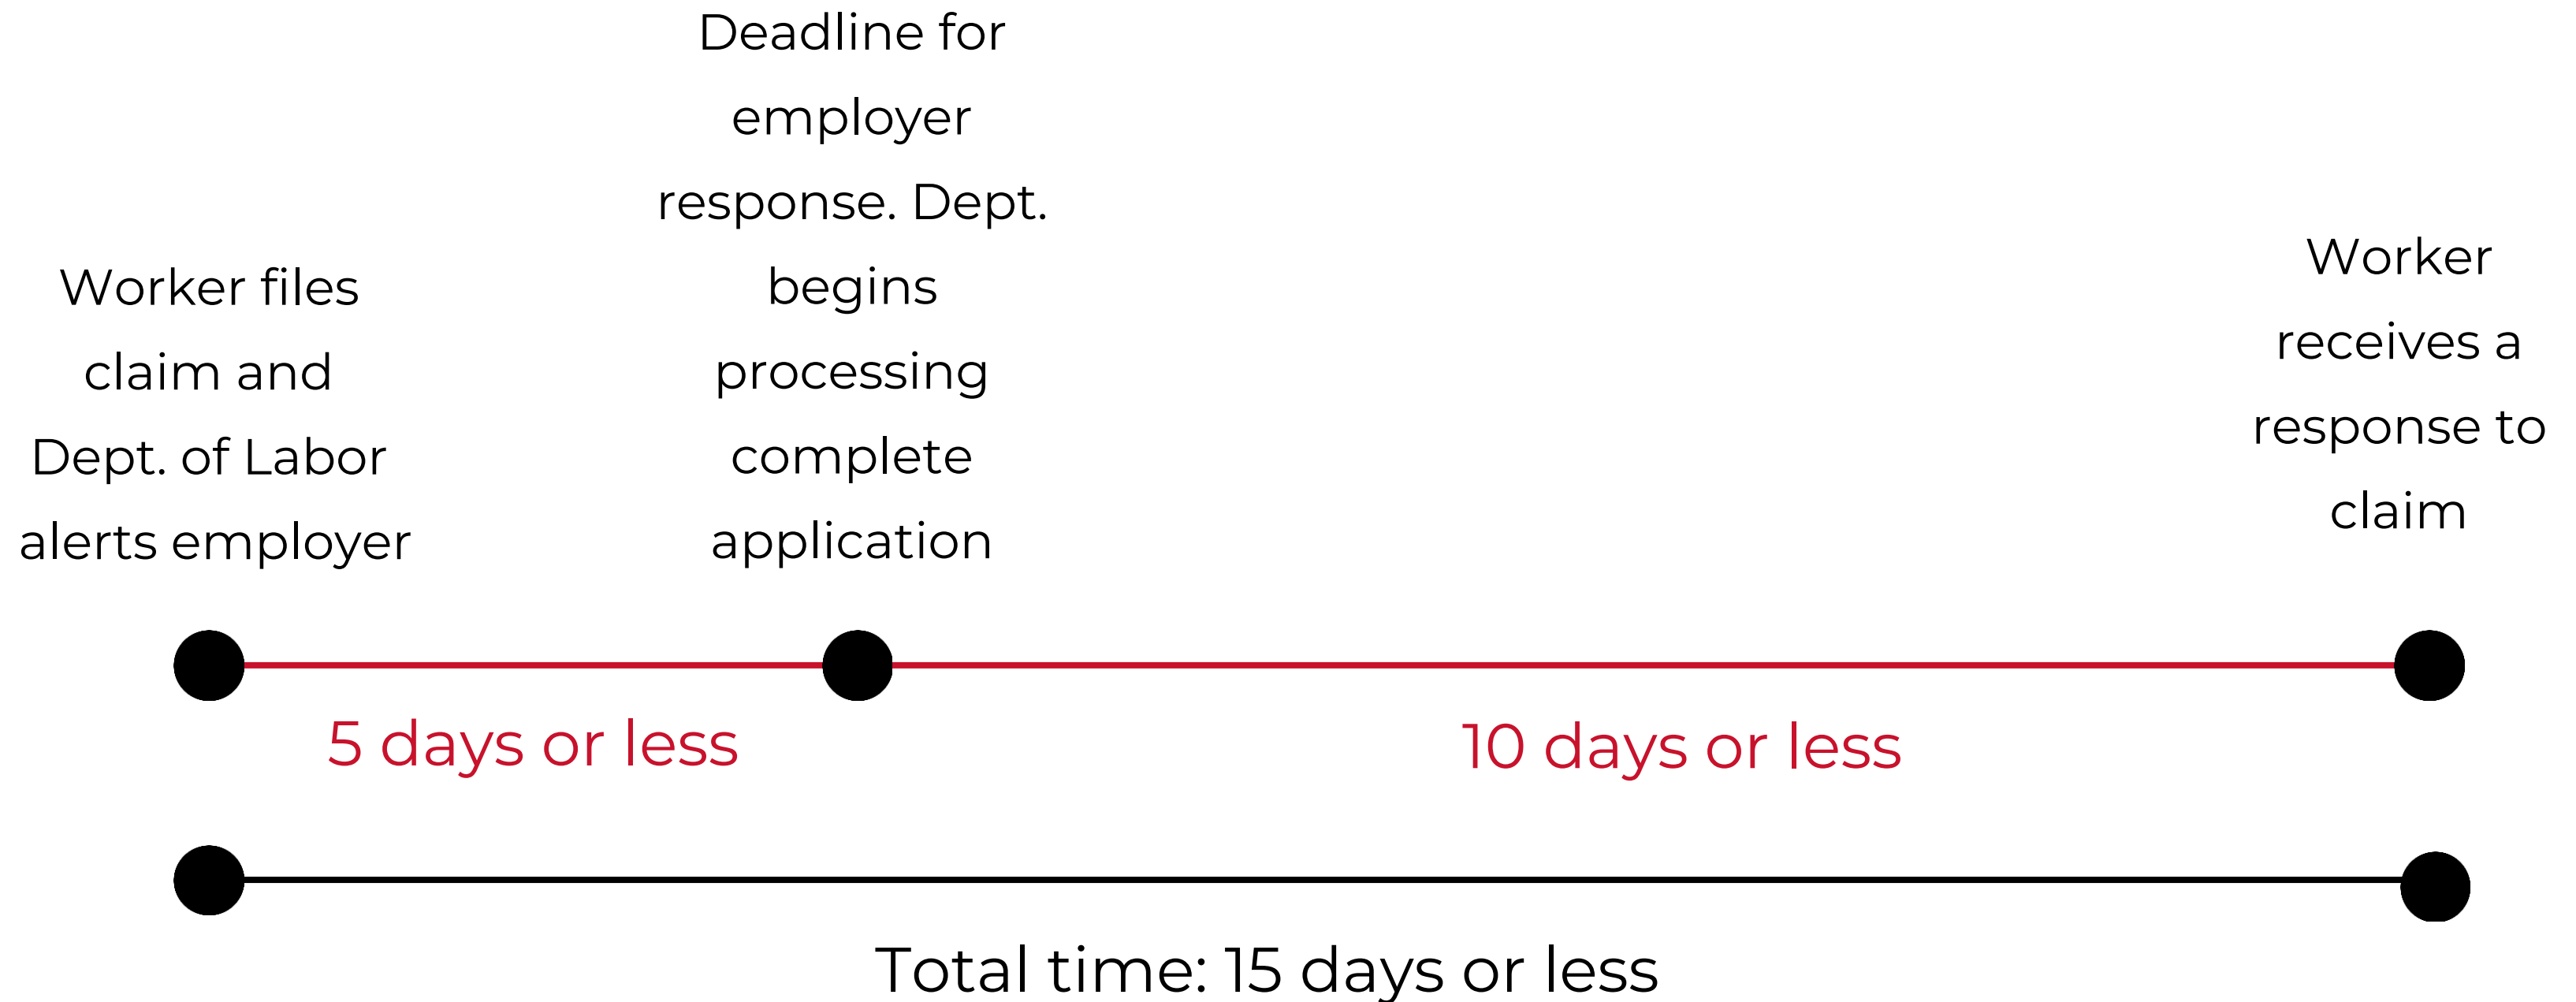 Worker files
claim and
Dept. of Labor
alerts employer
Deadline for
employer
response. Dept.
begins
processing
complete
application
Worker
receives a
response to
claim
5 days or less
10 days or less
Total time: 15 days or less